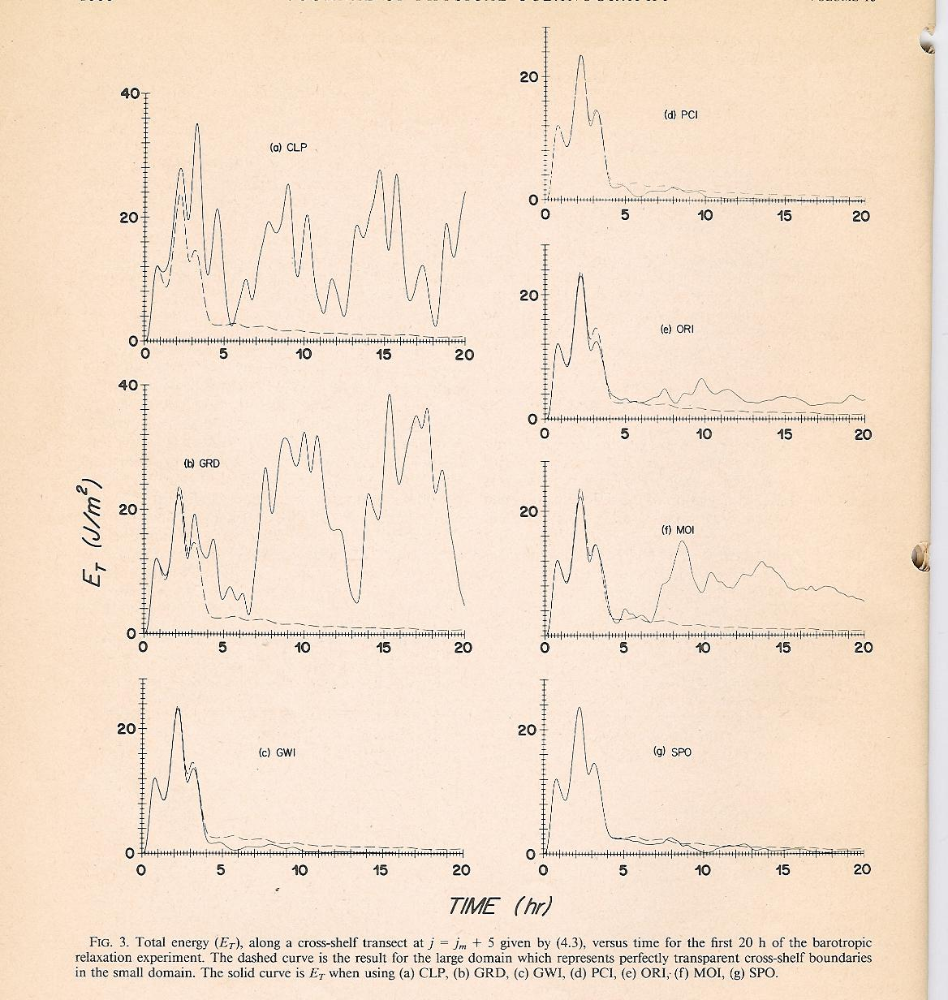 40
20
0
0 5 10 15 20
(a) CLP
20
0
0 5 10 15 20
(d) PCI
20
0
0 5 10 15 20
(e) ORI
40
20
0
0 5 10 15 20
(b) GRD
E_T (J/m²)
20
0
0 5 10 15 20
(f) MOI
20
0
0 5 10 15 20
(c) GWI
20
0
0 5 10 15 20
(g) SPO
TIME (hr)
FIG. 3. Total energy (E_T), along a cross-shelf transect at j = j_m + 5 given by (4.3), versus time for the first 20 h of the barotropic
relaxation experiment. The dashed curve is the result for the large domain which represents perfectly transparent cross-shelf boundaries
in the small domain. The solid curve is E_T when using (a) CLP, (b) GRD, (c) GWI, (d) PCI, (e) ORI, (f) MOI, (g) SPO.